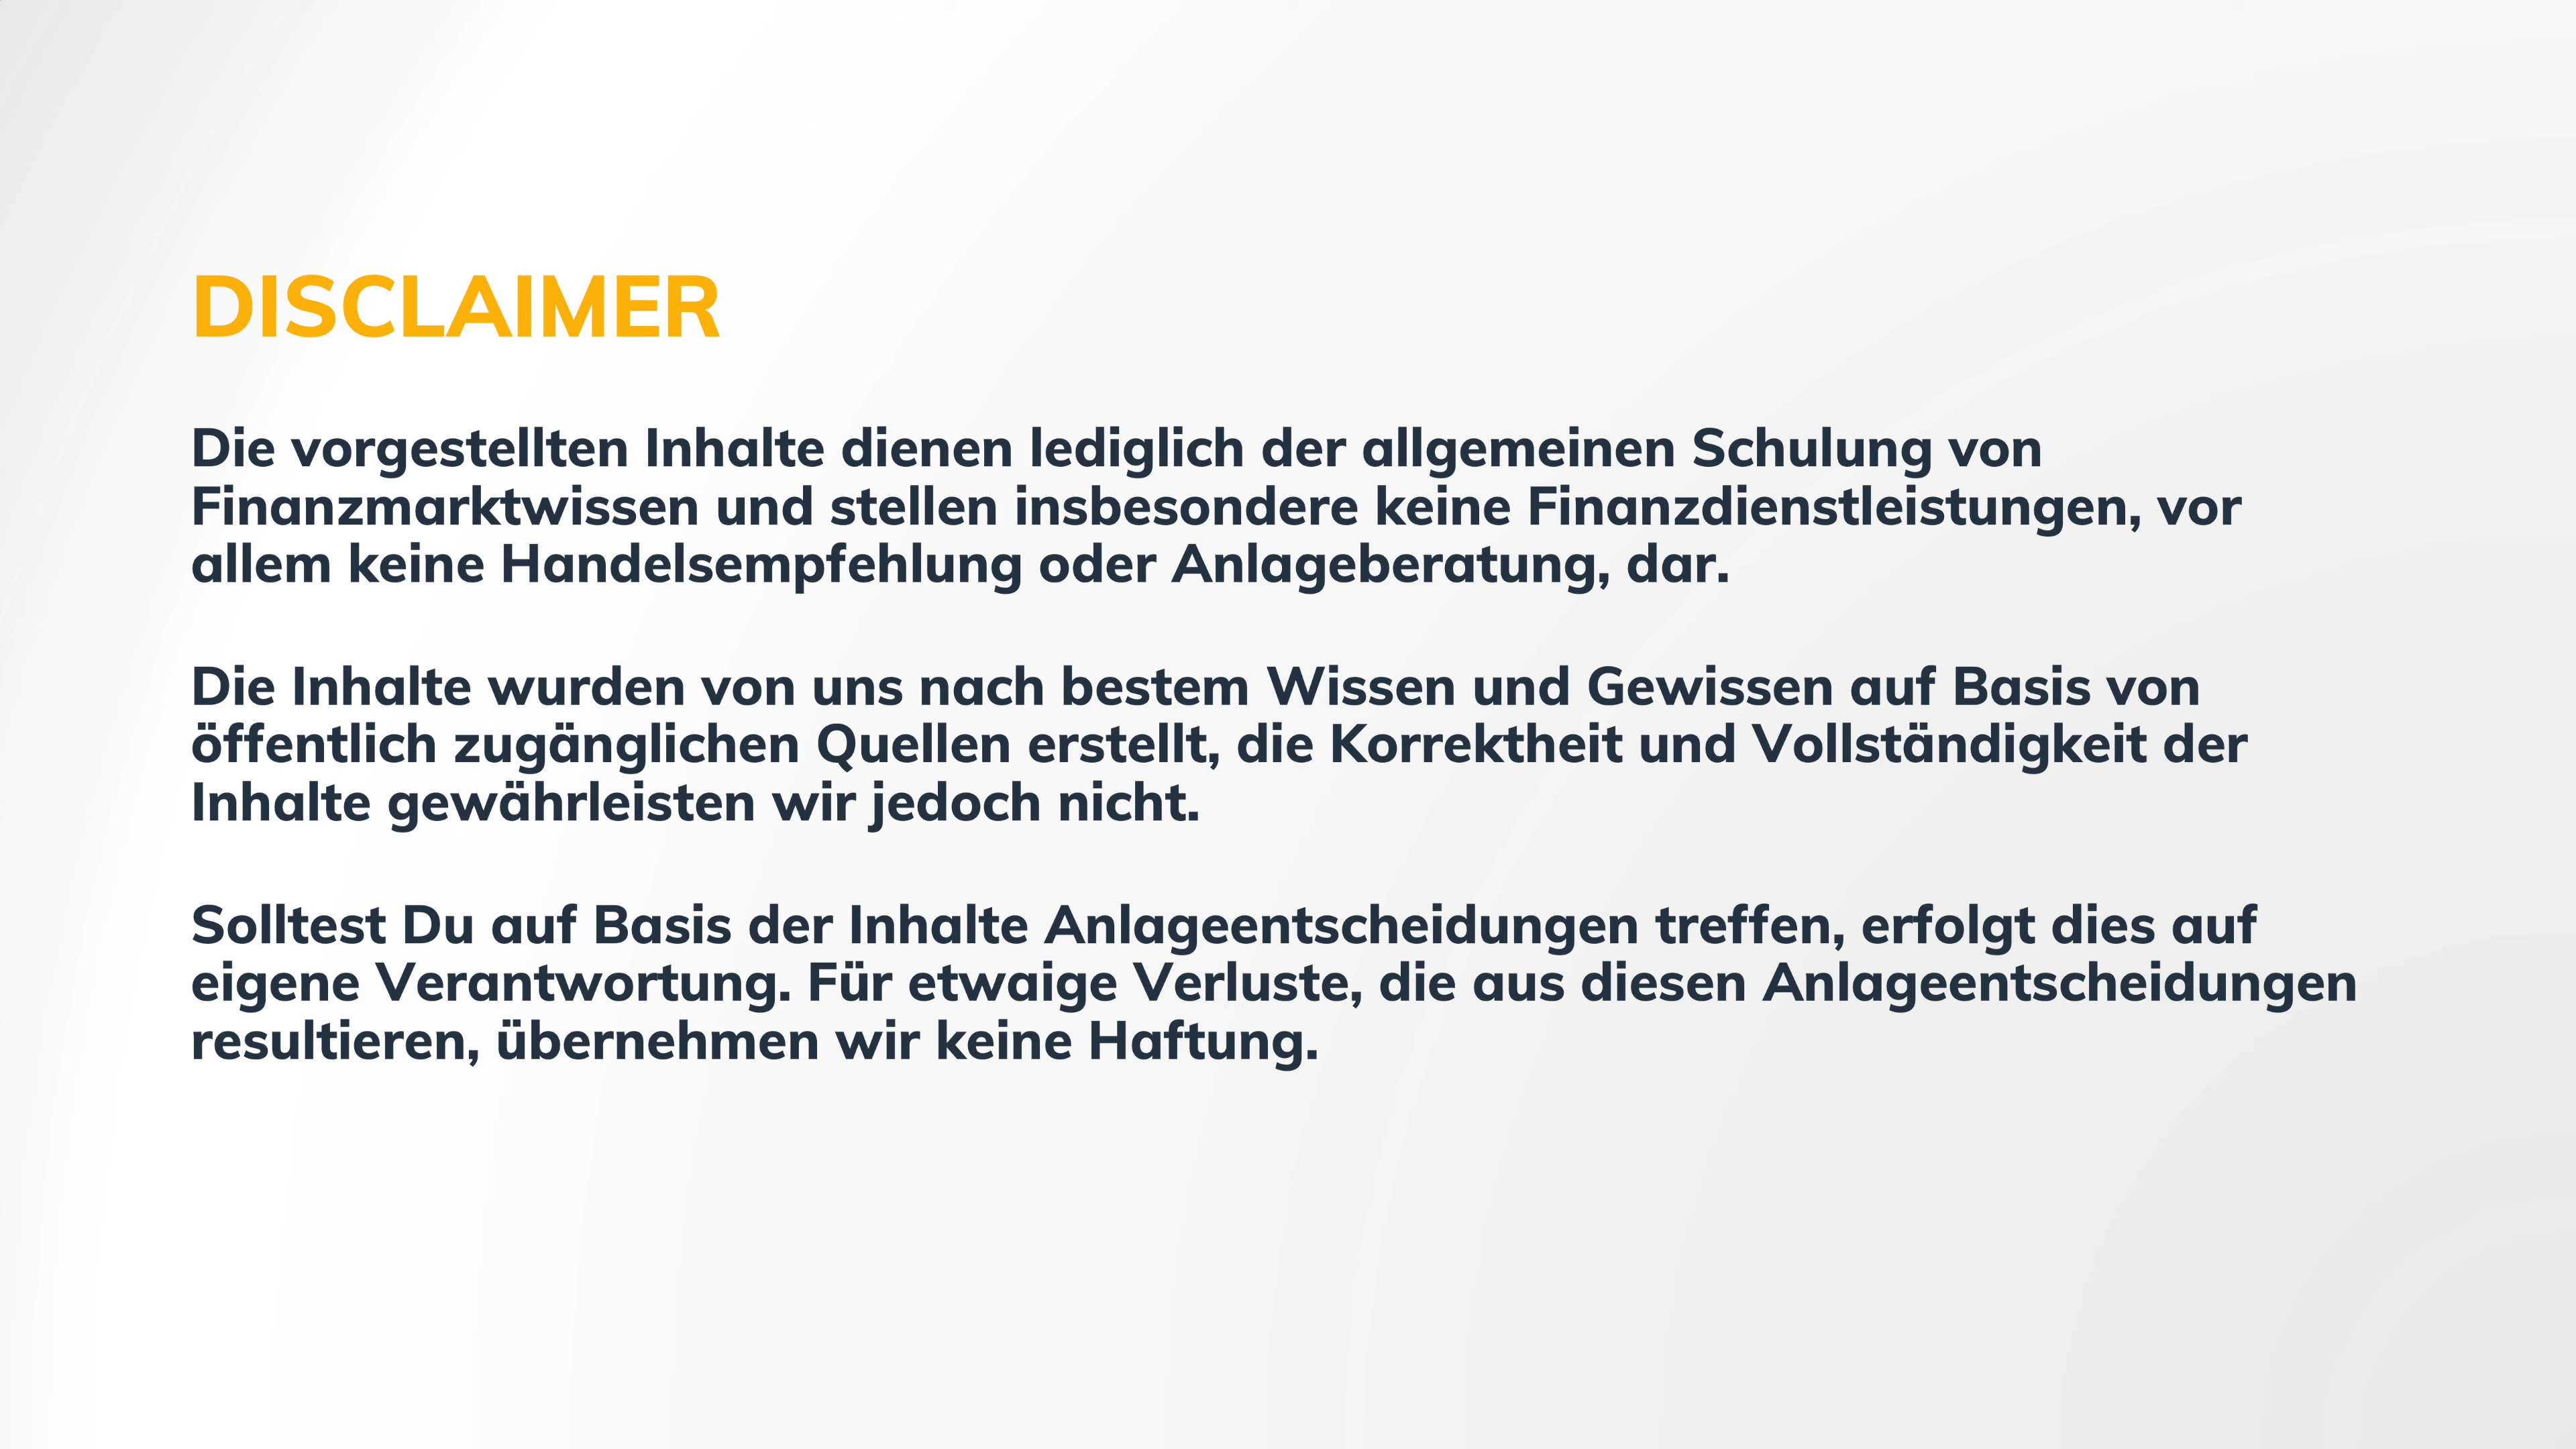 DISCLAIMER
Die vorgestellten Inhalte dienen lediglich der allgemeinen Schulung von
Finanzmarktwissen und stellen insbesondere keine Finanzdienstleistungen, vor
allem keine Handelsempfehlung oder Anlageberatung, dar.
Die Inhalte wurden von uns nach bestem Wissen und Gewissen auf Basis von
öffentlich zugänglichen Quellen erstellt, die Korrektheit und Vollständigkeit der
Inhalte gewährleisten wir jedoch nicht.
Solltest Du auf Basis der Inhalte Anlageentscheidungen treffen, erfolgt dies auf
eigene Verantwortung. Für etwaige Verluste, die aus diesen Anlageentscheidungen
resultieren, übernehmen wir keine Haftung.